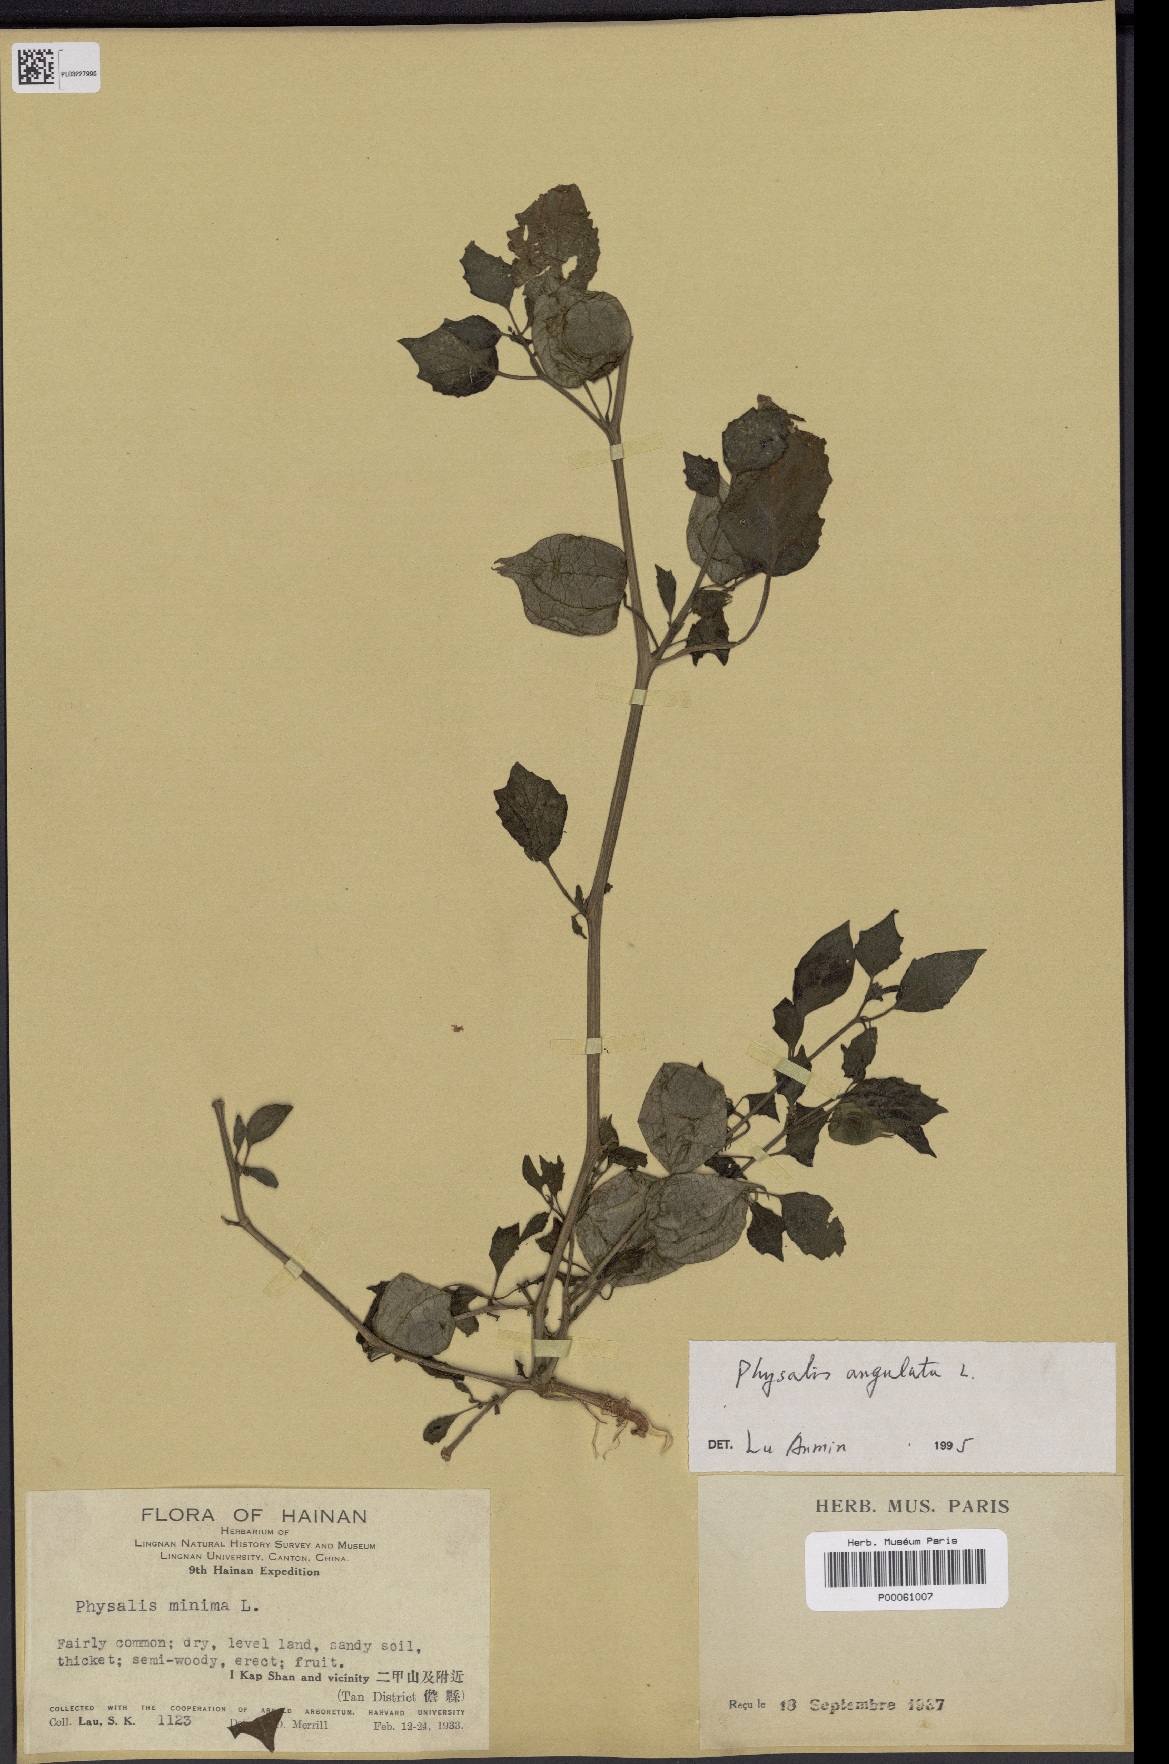 PL03227995
Physalis angulata L.
DET. Lu Anmin 1995
FLORA OF HAINAN
HERBARIUM OF
LINGNAN NATURAL HISTORY SURVEY AND MUSEUM
LINGNAN UNIVERSITY, CANTON, CHINA.
9th Hainan Expedition
Physalis minima L.
Fairly common; dry, level land, sandy soil,
thicket; semi-woody, erect; fruit.
I Kap Shan and vicinity 二甲山及附近
(Tan District 儋縣)
COLLECTED WITH THE COOPERATION OF ARNOLD ARBORETUM, HARVARD UNIVERSITY
Coll. Lau, S. K. 1123 D. Merrill Feb. 12-24, 1933.
HERB. MUS. PARIS
Herb. Muséum Paris
P00061007
Reçu le 18 Septembre 1937